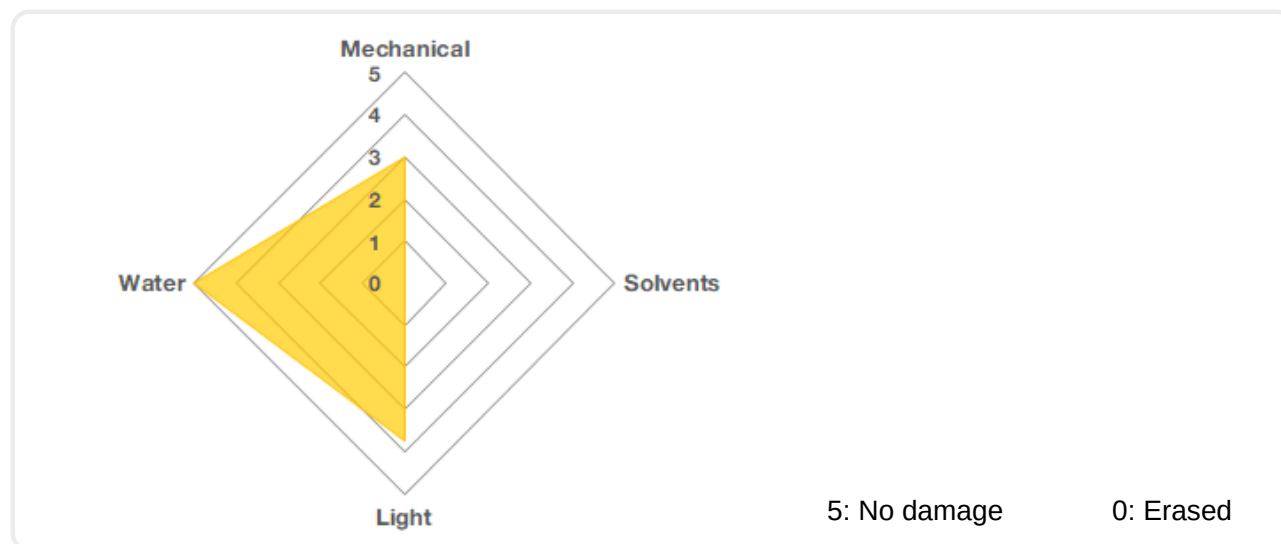 Mechanical
5
4
3
2
1
Water
0
Solvents
Light
5: No damage
0: Erased